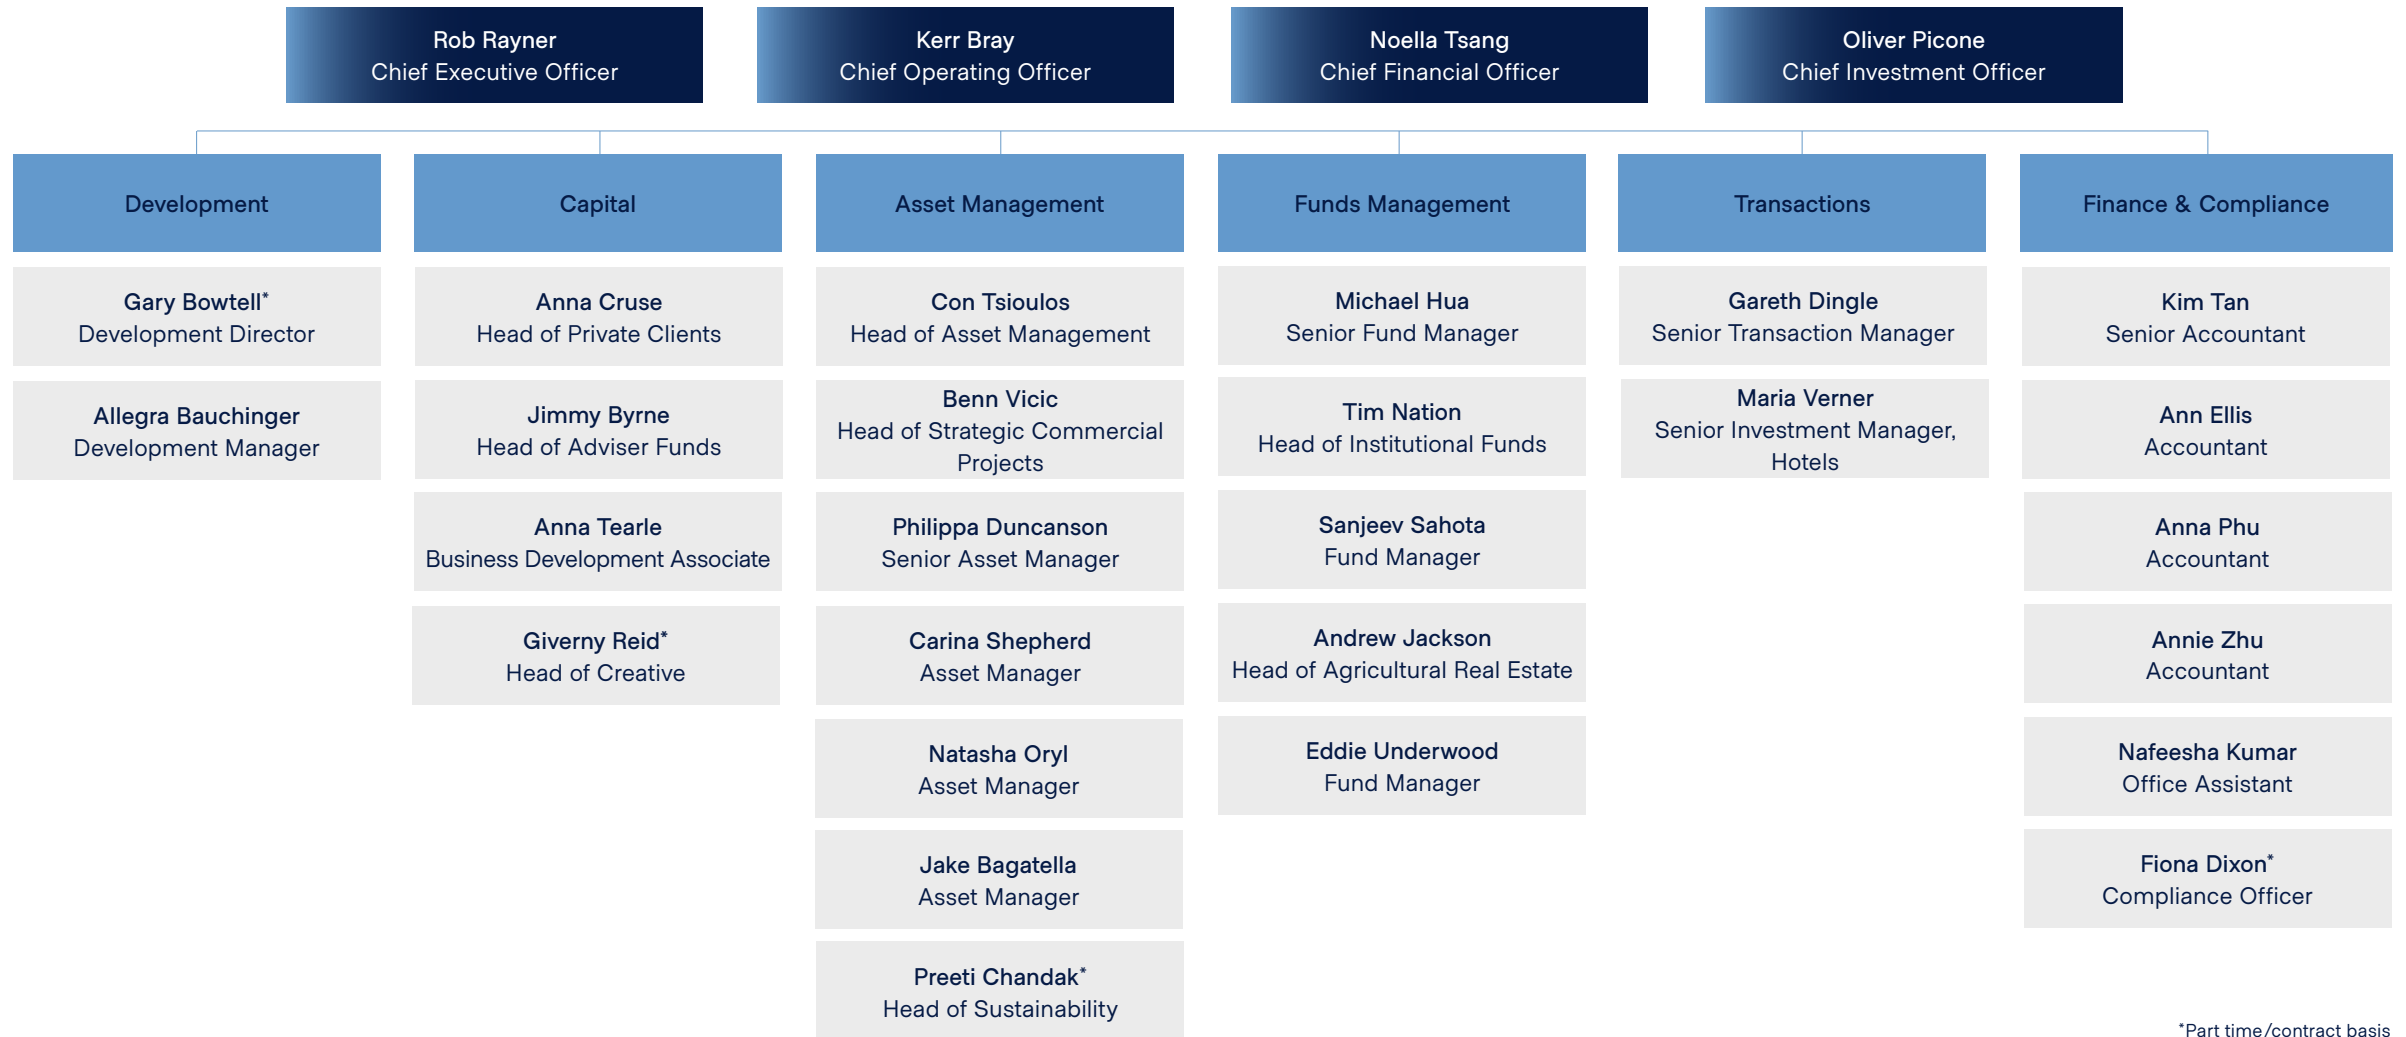 Rob Rayner
Chief Executive Officer
Kerr Bray
Chief Operating Officer
Noella Tsang
Chief Financial Officer
Oliver Picone
Chief Investment Officer
Development
Gary Bowtell*
Development Director
Allegra Bauchinger
Development Manager
Capital
Anna Cruse
Head of Private Clients
Jimmy Byrne
Head of Adviser Funds
Anna Tearle
Business Development Associate
Giverny Reid*
Head of Creative
Asset Management
Con Tsioulos
Head of Asset Management
Benn Vicic
Head of Strategic Commercial
Projects
Philippa Duncanson
Senior Asset Manager
Carina Shepherd
Asset Manager
Natasha Oryl
Asset Manager
Jake Bagatella
Asset Manager
Preeti Chandak*
Head of Sustainability
Funds Management
Michael Hua
Senior Fund Manager
Tim Nation
Head of Institutional Funds
Sanjeev Sahota
Fund Manager
Andrew Jackson
Head of Agricultural Real Estate
Eddie Underwood
Fund Manager
Transactions
Gareth Dingle
Senior Transaction Manager
Maria Verner
Senior Investment Manager,
Hotels
Finance & Compliance
Kim Tan
Senior Accountant
Ann Ellis
Accountant
Anna Phu
Accountant
Annie Zhu
Accountant
Nafeesha Kumar
Office Assistant
Fiona Dixon*
Compliance Officer
*Part time/contract basis